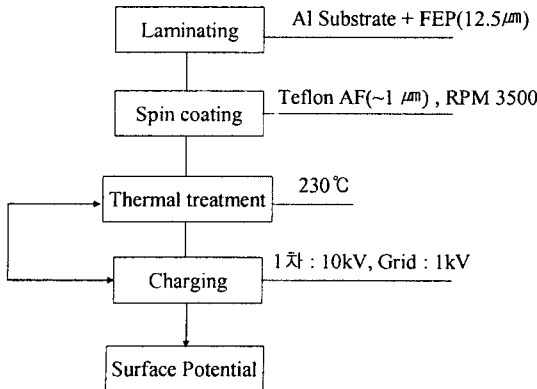 Laminating
Al Substrate + FEP(12.5㎛)
Spin coating
Teflon AF(~1 ㎛) , RPM 3500
Thermal treatment
230℃
Charging
1차 : 10kV, Grid : 1kV
Surface Potential